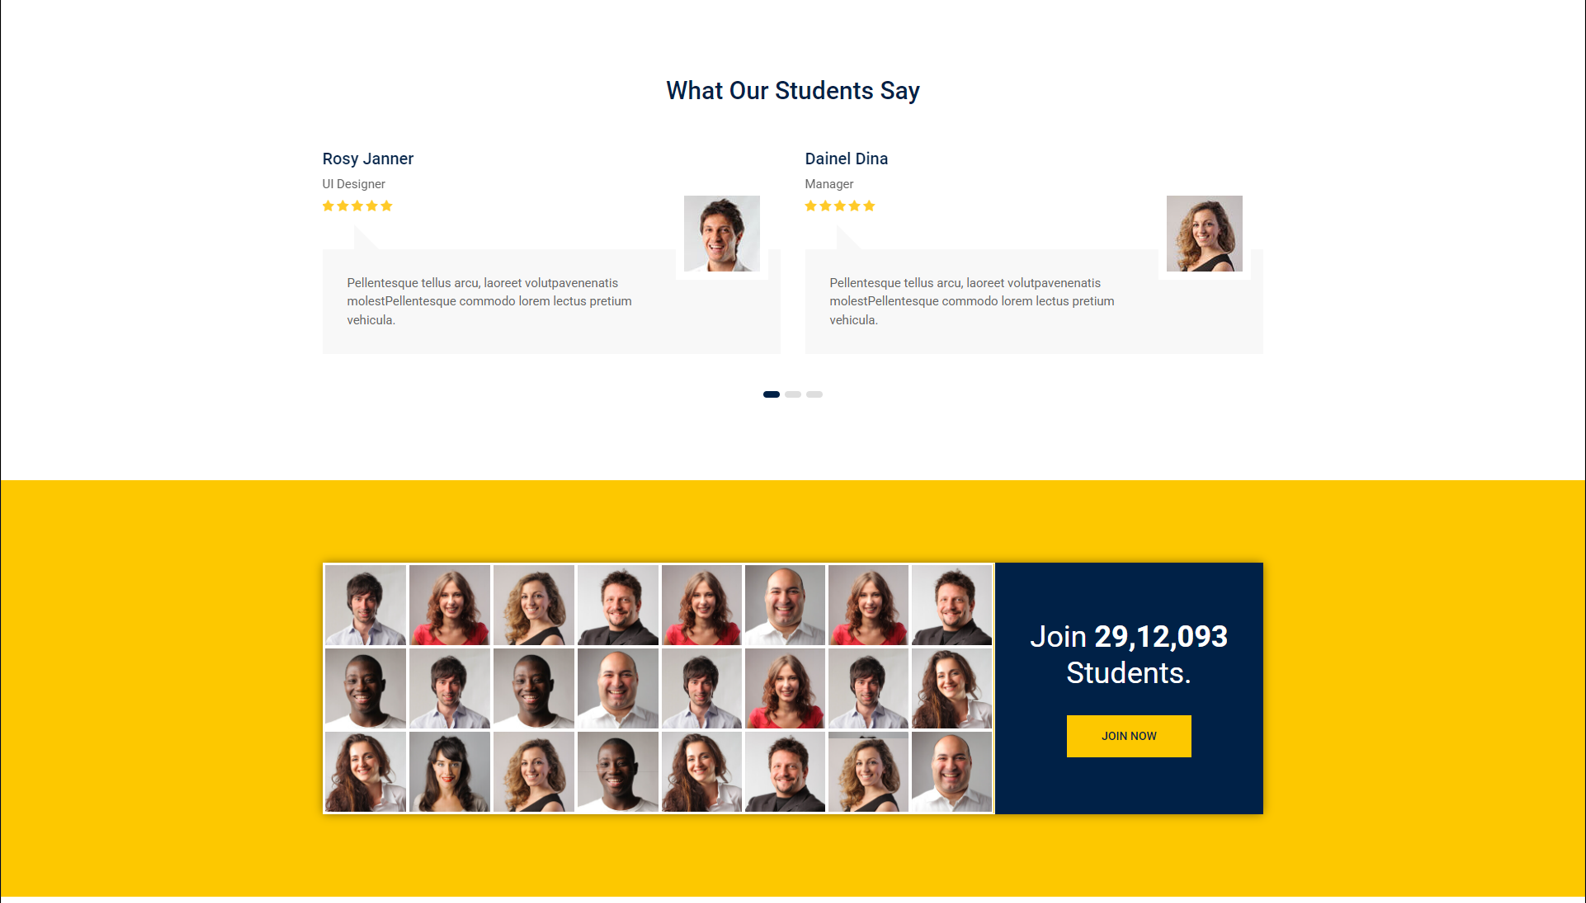 What Our Students Say
Rosy Janner
UI Designer
Pellentesque tellus arcu, laoreet volutpavenenatis
molestPellentesque commodo lorem lectus pretium
vehicula.
Dainel Dina
Manager
Pellentesque tellus arcu, laoreet volutpavenenatis
molestPellentesque commodo lorem lectus pretium
vehicula.
Join 29,12,093
Students.
JOIN NOW